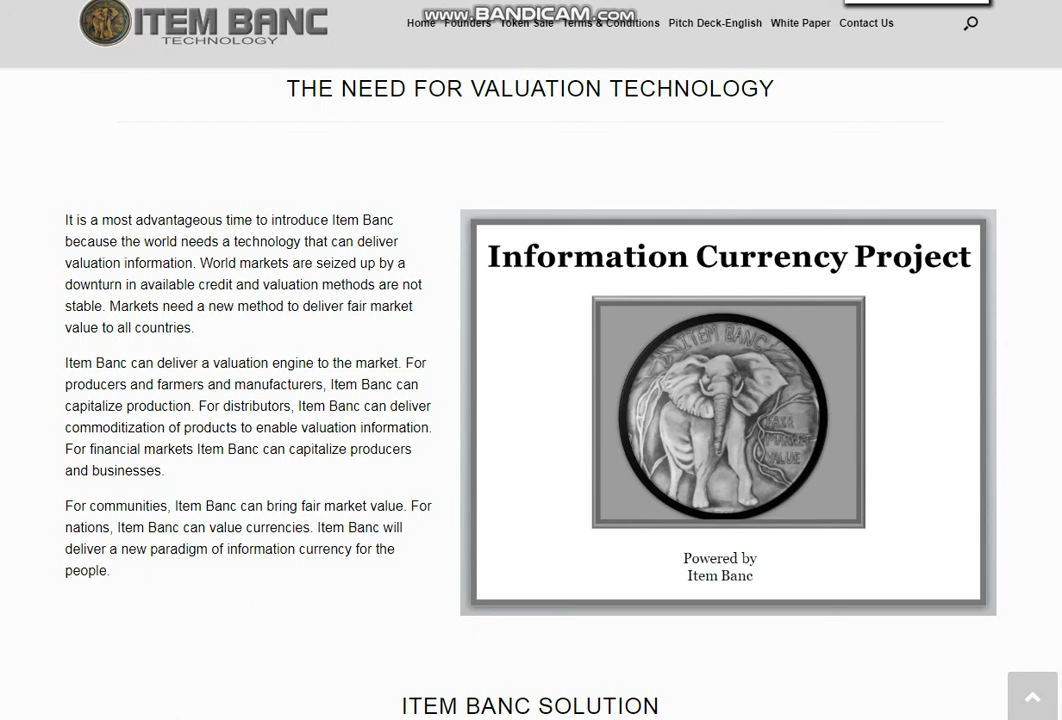 ITEM BANC
TECHNOLOGY
www.BANDICAM.com
Home Founders Token Sale Terms & Conditions Pitch Deck-English White Paper Contact Us
THE NEED FOR VALUATION TECHNOLOGY
It is a most advantageous time to introduce Item Banc
because the world needs a technology that can deliver
valuation information. World markets are seized up by a
downturn in available credit and valuation methods are not
stable. Markets need a new method to deliver fair market
value to all countries.
Item Banc can deliver a valuation engine to the market. For
producers and farmers and manufacturers, Item Banc can
capitalize production. For distributors, Item Banc can deliver
commoditization of products to enable valuation information.
For financial markets Item Banc can capitalize producers
and businesses.
For communities, Item Banc can bring fair market value. For
nations, Item Banc can value currencies. Item Banc will
deliver a new paradigm of information currency for the
people.
Information Currency Project
ITEM BANC
FAIR
MARKET
VALUE
Powered by
Item Banc
ITEM BANC SOLUTION